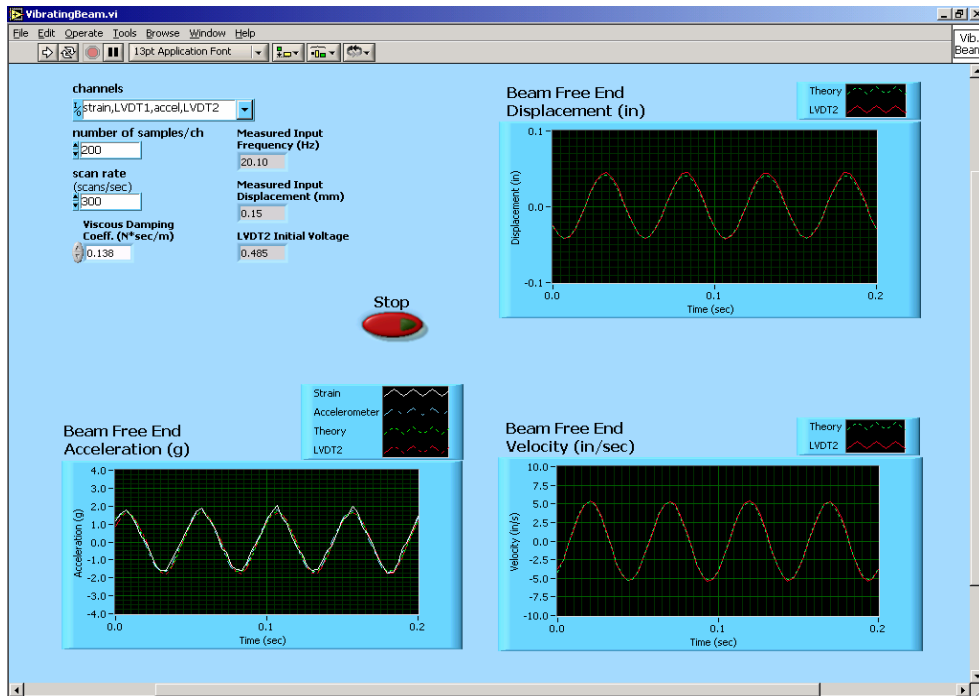 VibratingBeam.vi
File Edit Operate Tools Browse Window Help
13pt Application Font
Vib.
Beam
channels
strain,LVDT1,accel,LVDT2
number of samples/ch
200
scan rate
(scans/sec)
300
Viscous Damping
Coeff. (N*sec/m)
0.138
Measured Input
Frequency (Hz)
20.10
Measured Input
Displacement (mm)
0.15
LVDT2 Initial Voltage
0.485
Stop
Beam Free End
Displacement (in)
Theory
LVDT2
Displacement (in)
0.1
0.0
-0.1
0.0 0.1 0.2
Time (sec)
Strain
Accelerometer
Theory
LVDT2
Beam Free End
Acceleration (g)
Acceleration (g)
4.0
3.0
2.0
1.0
0.0
-1.0
-2.0
-3.0
-4.0
0.0 0.1 0.2
Time (sec)
Beam Free End
Velocity (in/sec)
Theory
LVDT2
Velocity (in/s)
10.0
7.5
5.0
2.5
0.0
-2.5
-5.0
-7.5
-10.0
0.0 0.1 0.2
Time (sec)